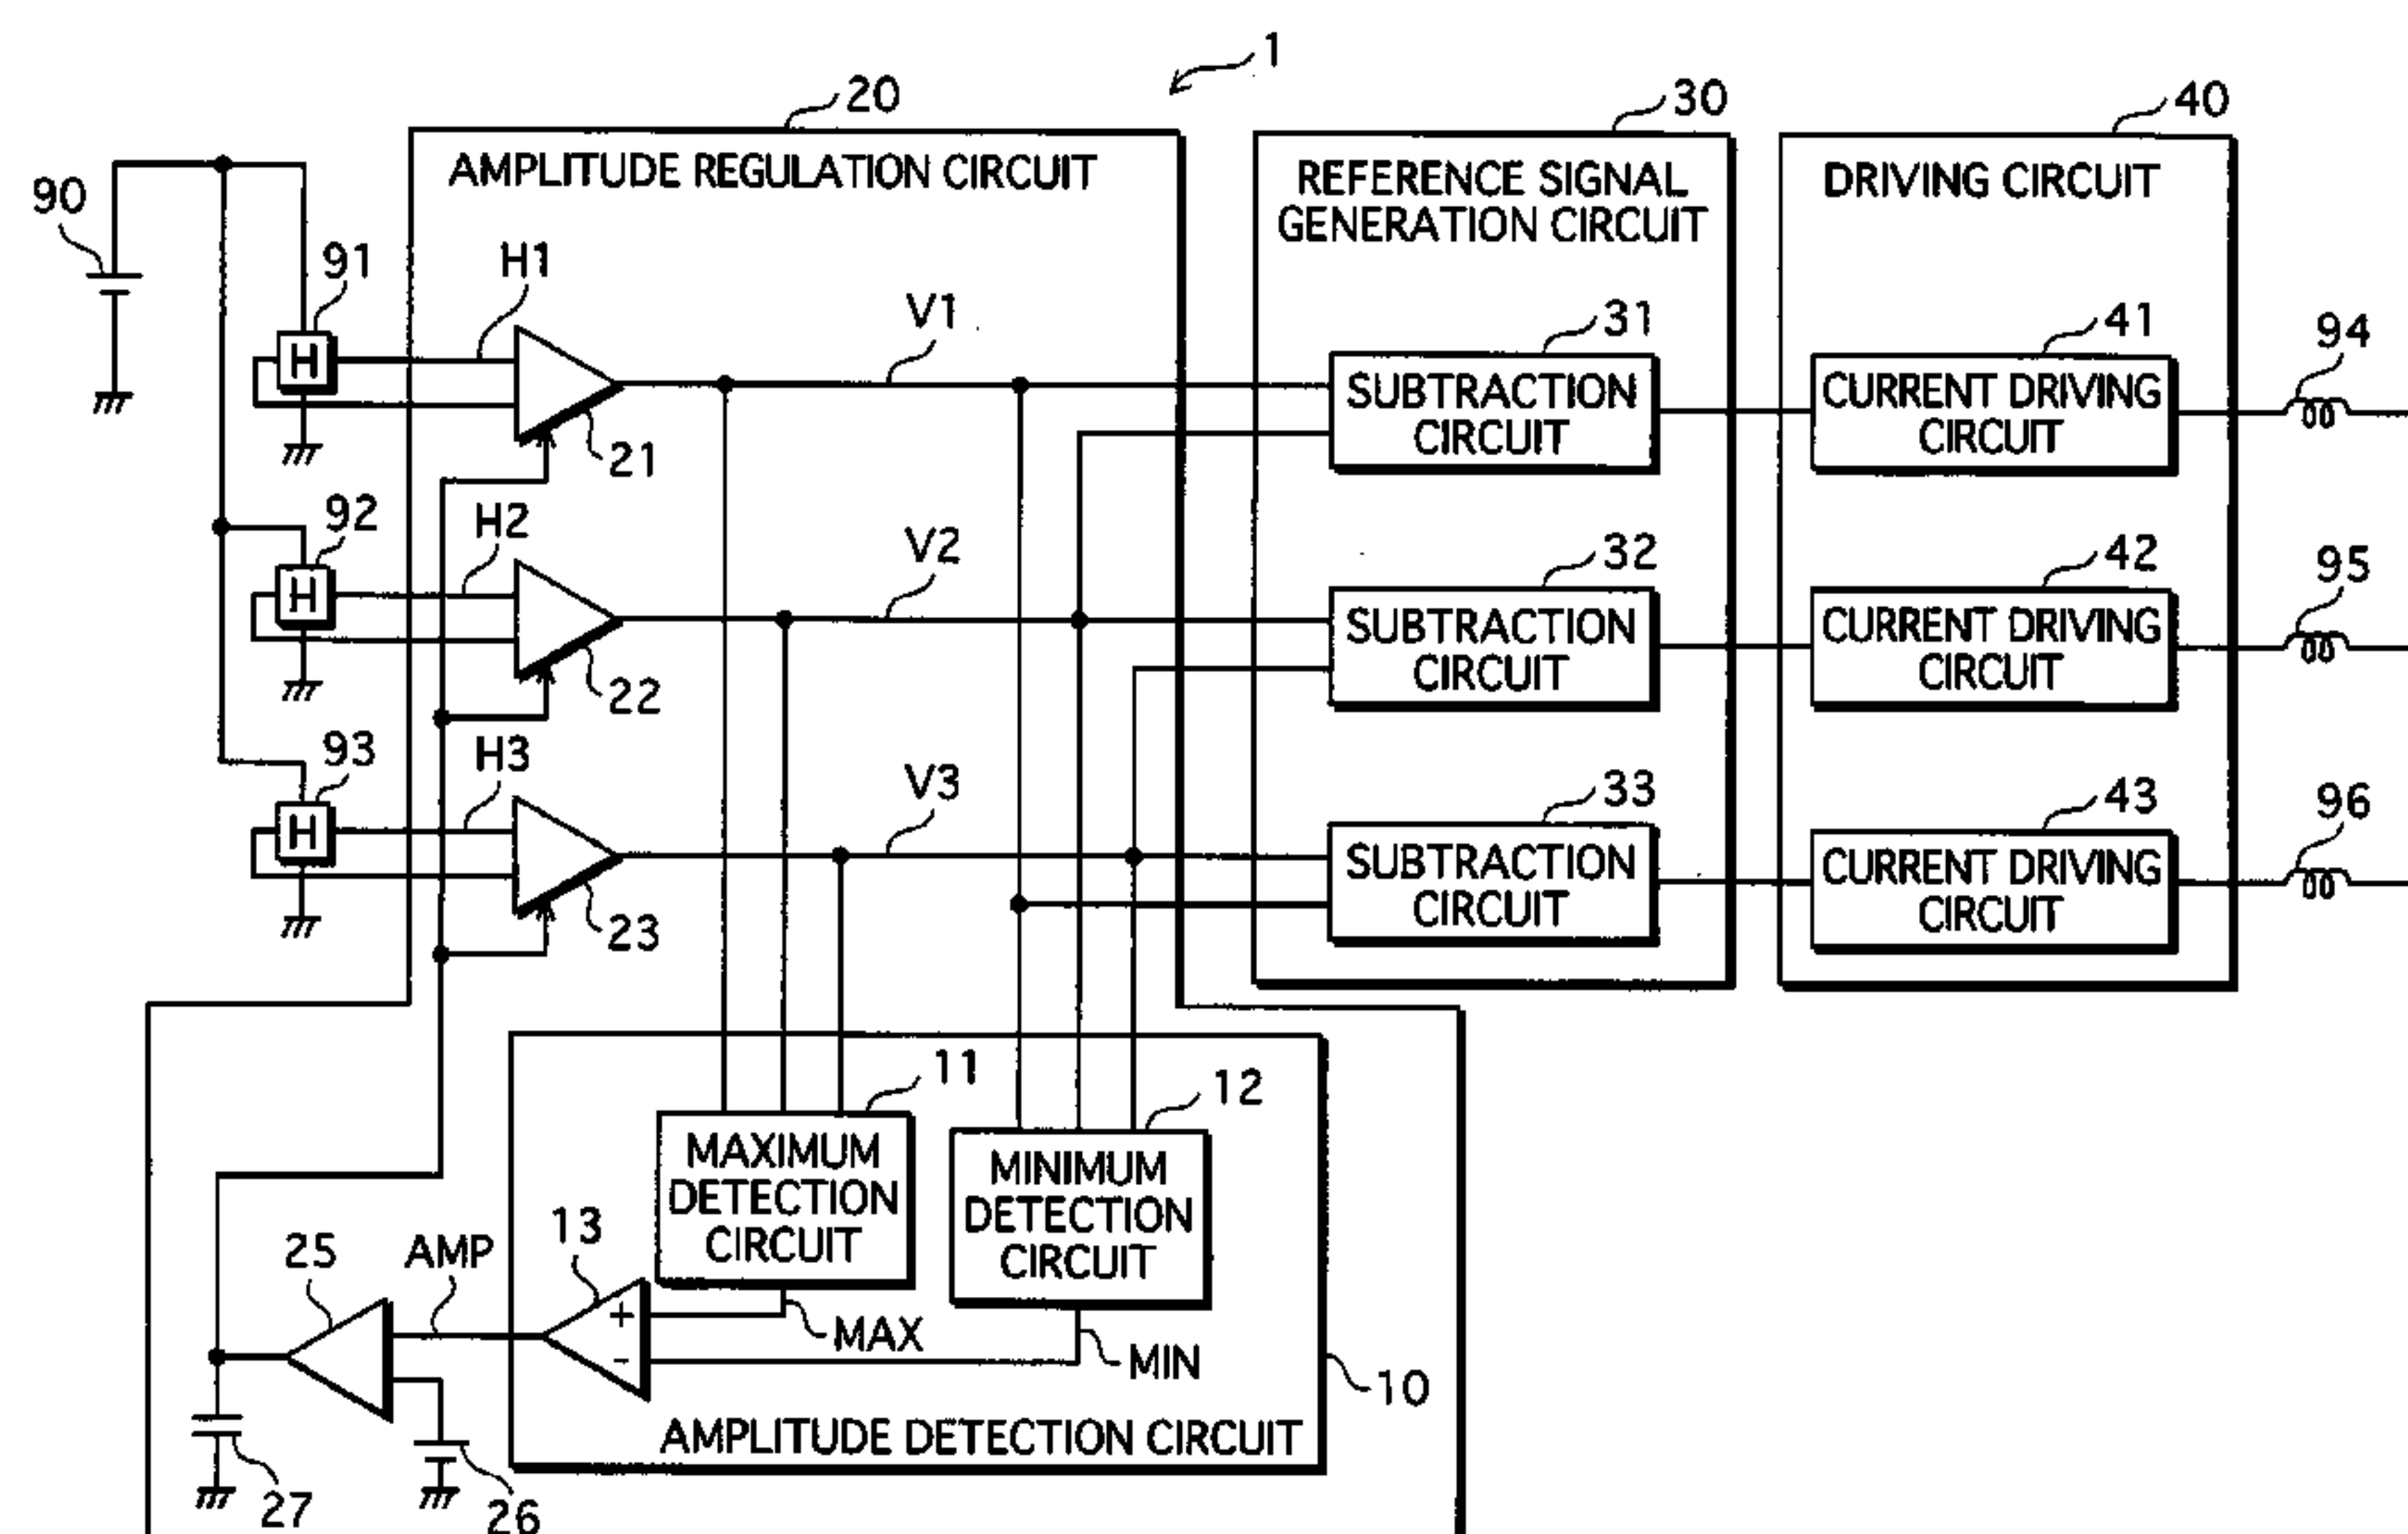 1
20
30
40
AMPLITUDE REGULATION CIRCUIT
REFERENCE SIGNAL
GENERATION CIRCUIT
DRIVING CIRCUIT
90
91
H1
V1
31
41
94
H
SUBTRACTION
CIRCUIT
CURRENT DRIVING
CIRCUIT
21
92
H2
V2
32
42
95
H
SUBTRACTION
CIRCUIT
CURRENT DRIVING
CIRCUIT
22
93
H3
V3
33
43
96
H
SUBTRACTION
CIRCUIT
CURRENT DRIVING
CIRCUIT
23
11
12
MAXIMUM
DETECTION
CIRCUIT
MINIMUM
DETECTION
CIRCUIT
13
25
AMP
+
-
MAX
MIN
10
AMPLITUDE DETECTION CIRCUIT
27
26